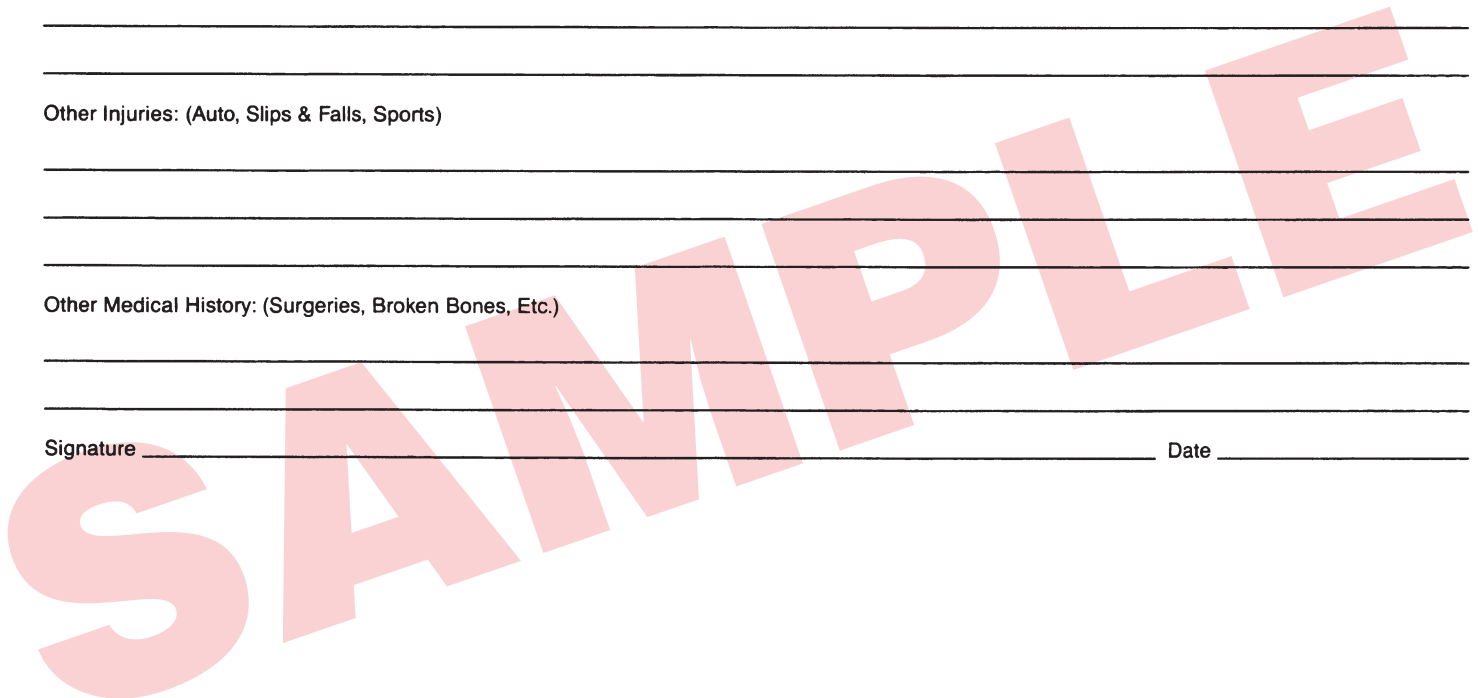 Other Injuries: (Auto, Slips & Falls, Sports)
Other Medical History: (Surgeries, Broken Bones, Etc.)
Signature Date
SAMPLE